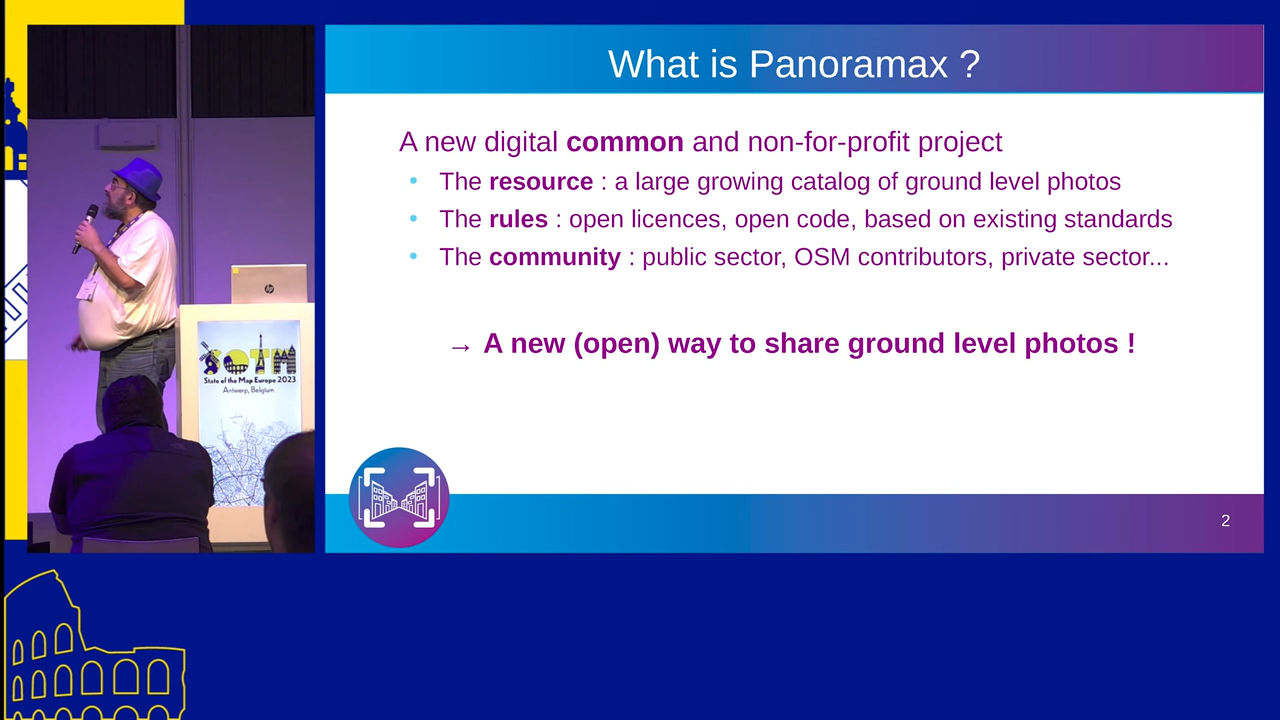 What is Panoramax ?
A new digital common and non-for-profit project
• The resource : a large growing catalog of ground level photos
• The rules : open licences, open code, based on existing standards
• The community : public sector, OSM contributors, private sector...
→ A new (open) way to share ground level photos !
2
hp
SOTM
State of the Map Europe 2023
Antwerp, Belgium